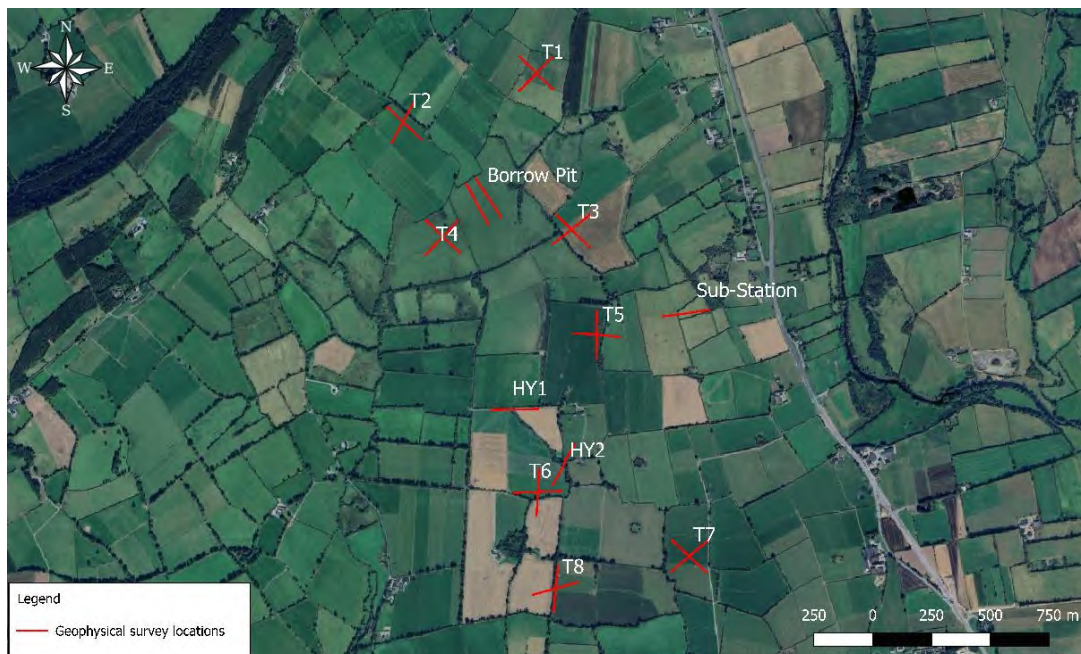 N
W E
S
T1
T2
Borrow Pit
T3
T4
Sub-Station
T5
HY1
HY2
T6
T7
T8
Legend
Geophysical survey locations
250 0 250 500 750 m